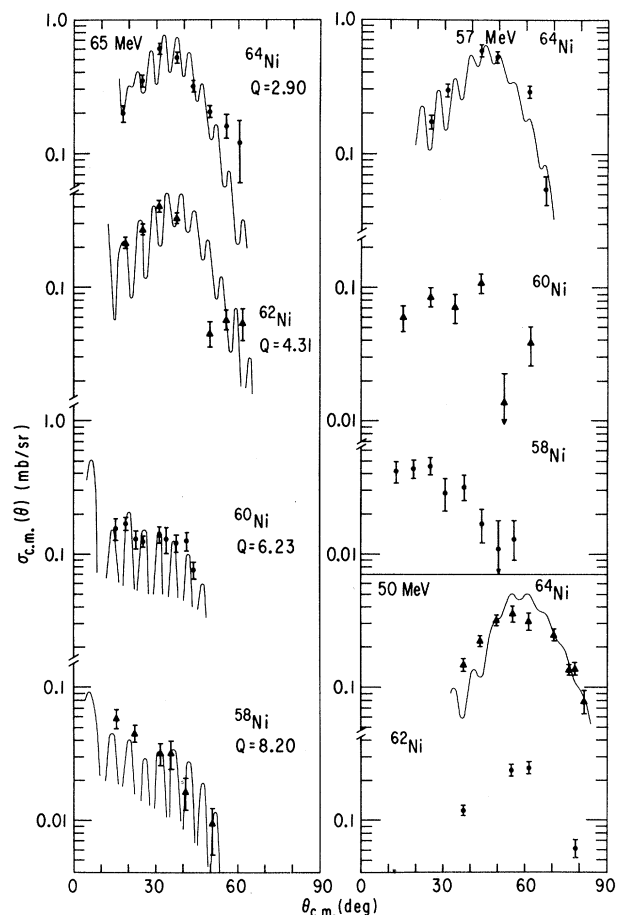 65 MeV
64Ni
Q=2.90
62Ni
Q=4.31
60Ni
Q=6.23
58Ni
Q=8.20
1.0
0.1
0.1
1.0
0.1
0.1
0.01
0 30 60 90
σc.m.(θ) (mb/sr)
57 MeV 64Ni
60Ni
58Ni
50 MeV 64Ni
62Ni
1.0
0.1
0.1
0.01
0.01
0.1
0.1
0 30 60 90
θc.m.(deg)